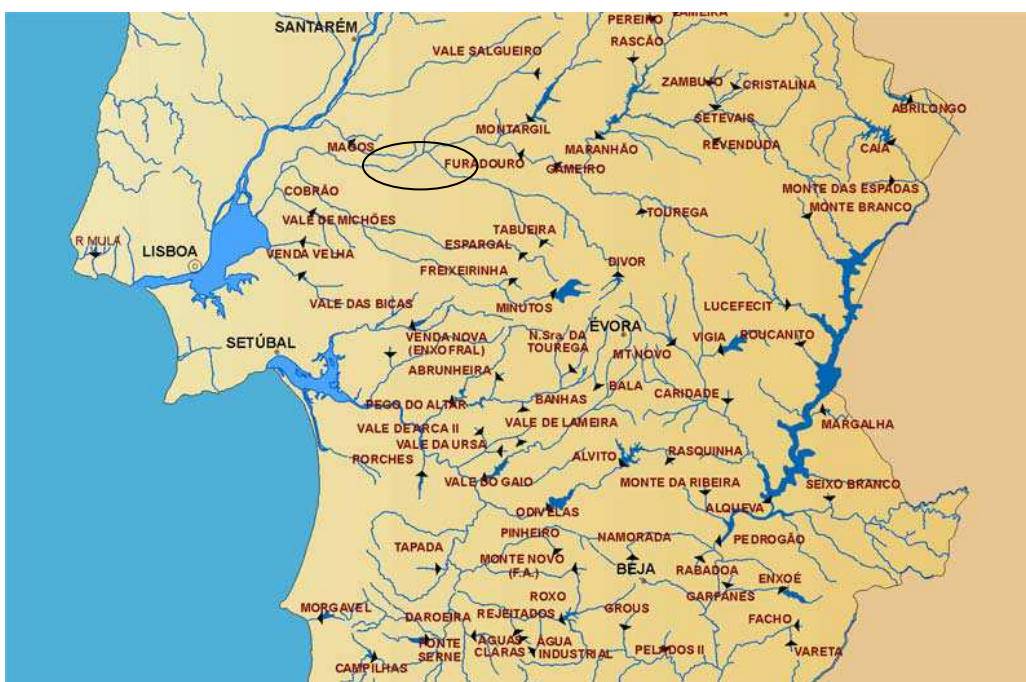 PEREIRO
SANTARÉM
VALE SALGUEIRO
RASCÃO
ZAMBUJO
CRISTALINA
ABRILONGO
SETEVAIS
MONTARGIL
MAGOS
MARANHÃO
REVENDUDA
CAIA
FURADOURO
GAMEIRO
MONTE DAS ESPADAS
COBRÃO
MONTE BRANCO
VALE DE MICHÕES
TOUREGA
TABUEIRA
R MULA
LISBOA
ESPARGAL
VENDA VELHA
DIVOR
FREIXEIRINHA
VALE DAS BICAS
MINUTOS
LUCEFECIT
ÉVORA
SETÚBAL
VENDA NOVA
(ENXOFRAL)
N.Sra. DA
TOUREGA
VIGIA
ROUCANITO
MT NOVO
ABRUNHEIRA
BALA
CARIDADE
PEGO DO ALTAR
BANHAS
MARGALHA
VALE DE ARCA II
VALE DE LAMEIRA
VALE DA URSA
PORCHES
ALVITO
RASQUINHA
VALE DO GAIO
MONTE DA RIBEIRA
SEIXO BRANCO
ODIVELAS
ALQUEVA
PINHEIRO
NAMORADA
PEDROGÃO
TAPADA
MONTE NOVO
(F.A.)
BEJA
RABADOA
ENXOÉ
GARFANES
ROXO
MORGAVEL
DAROEIRA
REJEITADOS
GROUS
FACHO
FONTE
SERNE
AGUAS
CLARAS
ÁGUA
INDUSTRIAL
PELADOS II
VARETA
CAMPILHAS